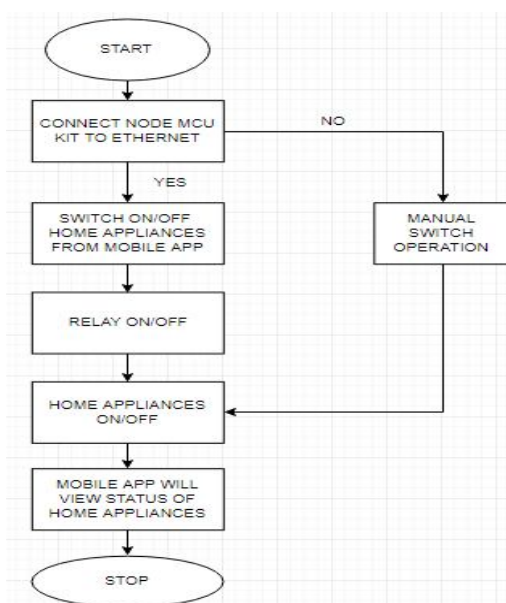 START
CONNECT NODE MCU
KIT TO ETHERNET
NO
YES
SWITCH ON/OFF
HOME APPLIANCES
FROM MOBILE APP
MANUAL
SWITCH
OPERATION
RELAY ON/OFF
HOME APPLIANCES
ON/OFF
MOBILE APP WILL
VIEW STATUS OF
HOME APPLIANCES
STOP